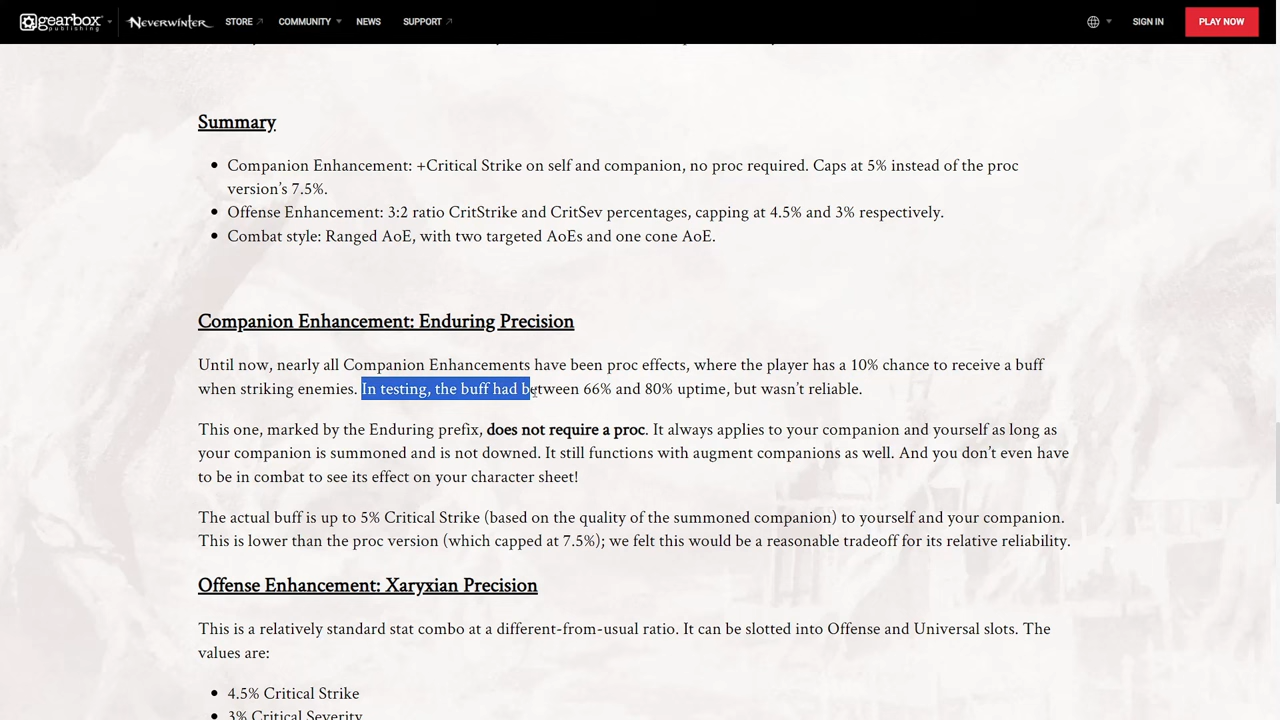 gearbox publishing NEVERWINTER STORE COMMUNITY NEWS SUPPORT SIGN IN PLAY NOW
Summary
• Companion Enhancement: +Critical Strike on self and companion, no proc required. Caps at 5% instead of the proc
version’s 7.5%.
• Offense Enhancement: 3:2 ratio CritStrike and CritSev percentages, capping at 4.5% and 3% respectively.
• Combat style: Ranged AoE, with two targeted AoEs and one cone AoE.
Companion Enhancement: Enduring Precision
Until now, nearly all Companion Enhancements have been proc effects, where the player has a 10% chance to receive a buff
when striking enemies. In testing, the buff had between 66% and 80% uptime, but wasn’t reliable.
This one, marked by the Enduring prefix, does not require a proc. It always applies to your companion and yourself as long as
your companion is summoned and is not downed. It still functions with augment companions as well. And you don’t even have
to be in combat to see its effect on your character sheet!
The actual buff is up to 5% Critical Strike (based on the quality of the summoned companion) to yourself and your companion.
This is lower than the proc version (which capped at 7.5%); we felt this would be a reasonable tradeoff for its relative reliability.
Offense Enhancement: Xaryxian Precision
This is a relatively standard stat combo at a different-from-usual ratio. It can be slotted into Offense and Universal slots. The
values are:
• 4.5% Critical Strike
• 3% Critical Severity